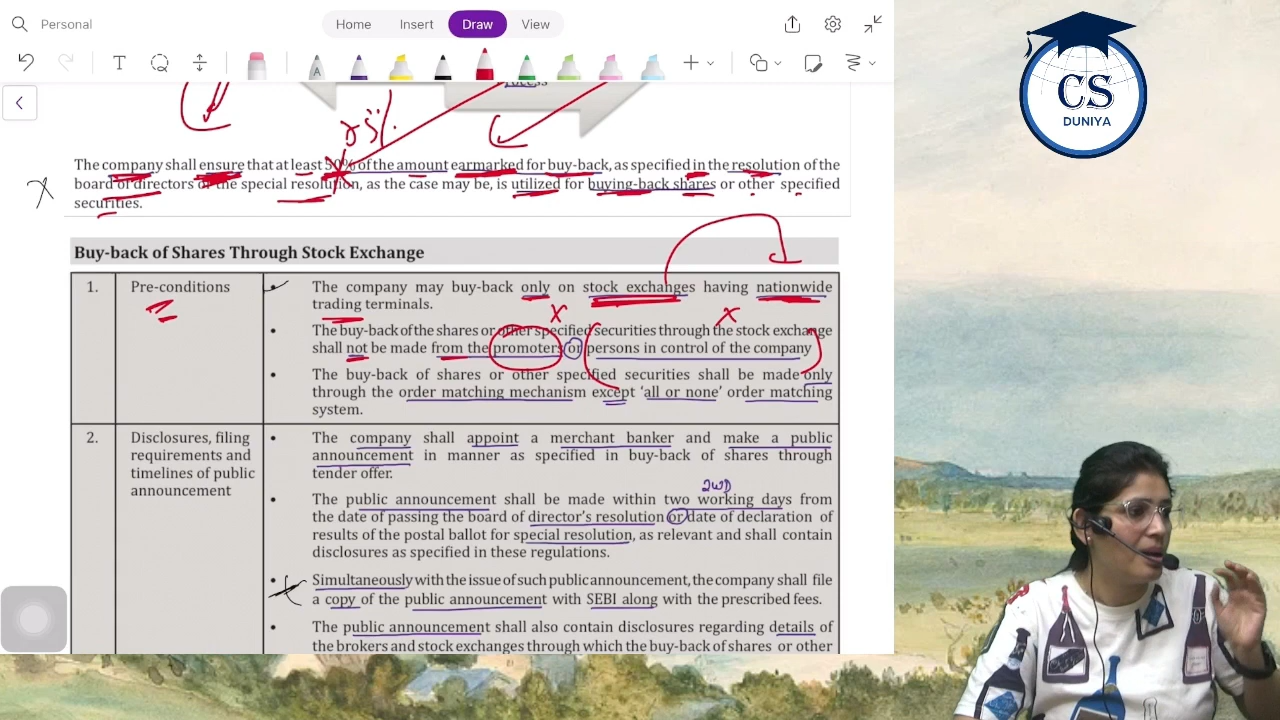 Personal
Home Insert Draw View
CS
DUNIYA
75%
The company shall ensure that at least 50% of the amount earmarked for buy-back, as specified in the resolution of the
board of directors or the special resolution, as the case may be, is utilized for buying-back shares or other specified
securities.
Buy-back of Shares Through Stock Exchange
1. Pre-conditions
• The company may buy-back only on stock exchanges having nationwide
trading terminals.
• The buy-back of the shares or other specified securities through the stock exchange
shall not be made from the promoters or persons in control of the company
• The buy-back of shares or other specified securities shall be made only
through the order matching mechanism except ‘all or none’ order matching
system.
2. Disclosures, filing
requirements and
timelines of public
announcement
• The company shall appoint a merchant banker and make a public
announcement in manner as specified in buy-back of shares through
tender offer.
2WD
• The public announcement shall be made within two working days from
the date of passing the board of director's resolution or date of declaration of
results of the postal ballot for special resolution, as relevant and shall contain
disclosures as specified in these regulations.
• Simultaneously with the issue of such public announcement, the company shall file
a copy of the public announcement with SEBI along with the prescribed fees.
• The public announcement shall also contain disclosures regarding details of
the brokers and stock exchanges through which the buy-back of shares or other